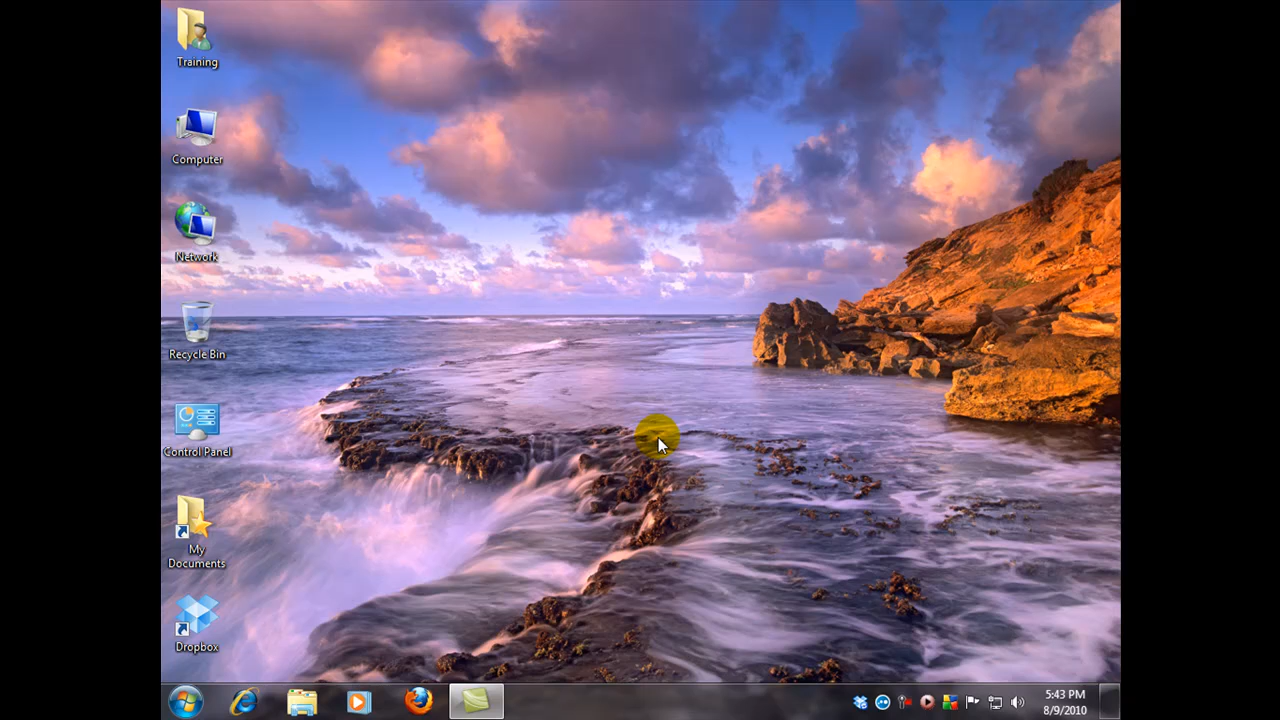 Training
Computer
Network
Recycle Bin
Control Panel
My
Documents
Dropbox
5:43 PM
8/9/2010